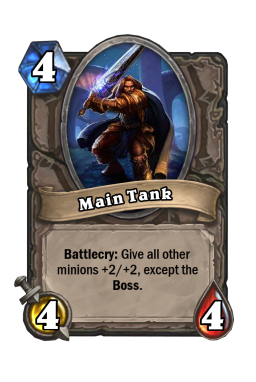 4
Main Tank
Battlecry: Give all other
minions +2/+2, except the
Boss.
4
4